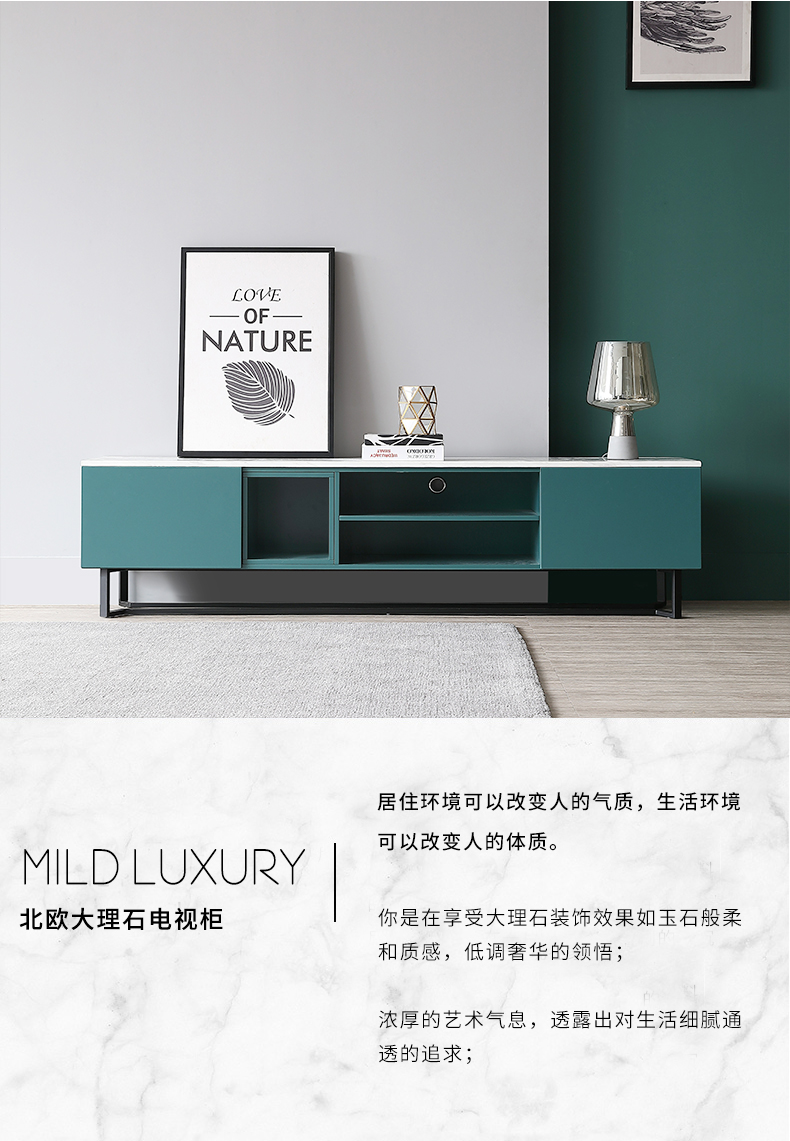 LOVE
OF
NATURE
MILD LUXURY
北欧大理石电视柜
居住环境可以改变人的气质，生活环境
可以改变人的体质。
你是在享受大理石装饰效果如玉石般柔
和质感，低调奢华的领悟；
浓厚的艺术气息，透露出对生活细腻通
透的追求；